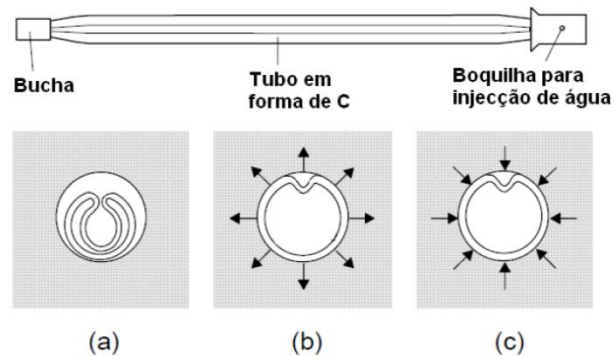 Bucha
Tubo em
forma de C
Boquilha para
injecção de água
(a)
(b)
(c)